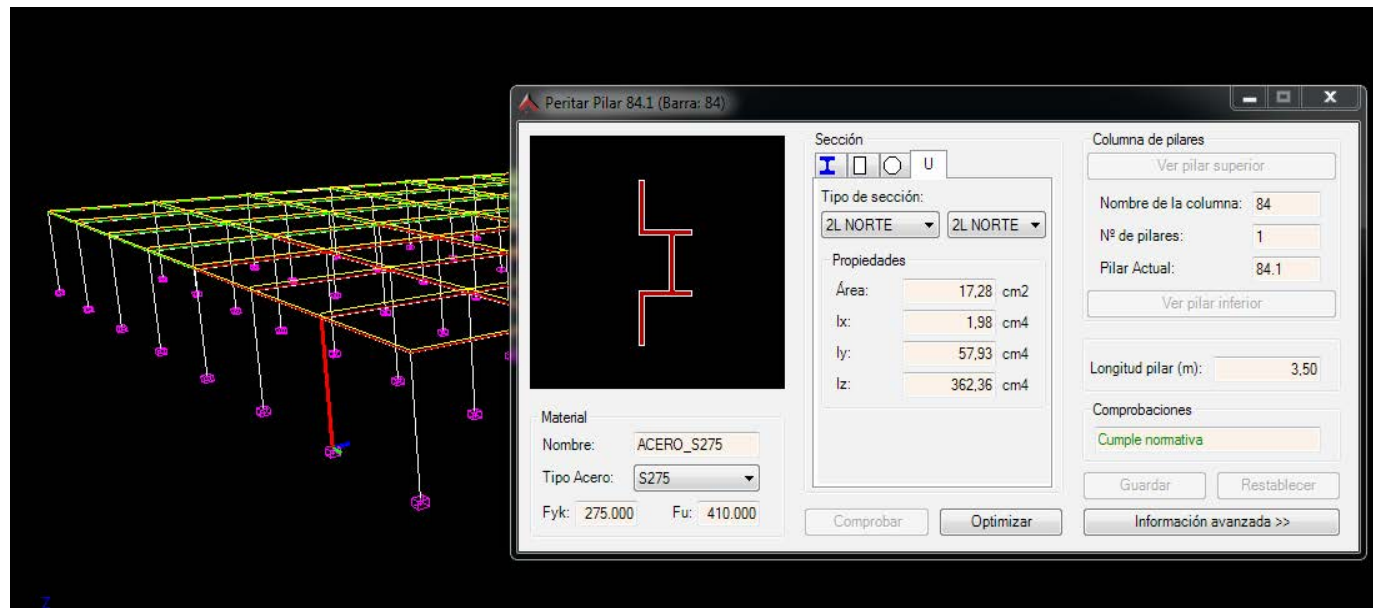 Peritar Pilar 84.1 (Barra: 84)
Sección
U
Tipo de sección:
2L NORTE 2L NORTE
Propiedades
Área: 17,28 cm2
Ix: 1,98 cm4
Iy: 57,93 cm4
Iz: 362,36 cm4
Material
Nombre: ACERO_S275
Tipo Acero: S275
Fyk: 275.000 Fu: 410.000
Comprobar Optimizar
Columna de pilares
Ver pilar superior
Nombre de la columna: 84
Nº de pilares: 1
Pilar Actual: 84.1
Ver pilar inferior
Longitud pilar (m): 3,50
Comprobaciones
Cumple normativa
Guardar Restablecer
Información avanzada >>
Z